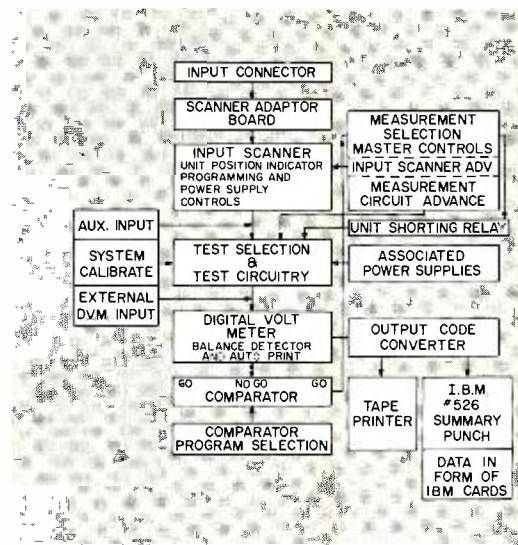 INPUT CONNECTOR
SCANNER ADAPTOR
BOARD
INPUT SCANNER
UNIT POSITION INDICATOR
PROGRAMMING AND
POWER SUPPLY
CONTROLS
MEASUREMENT
SELECTION
MASTER CONTROLS
INPUT SCANNER ADV
MEASUREMENT
CIRCUIT ADVANCE
UNIT SHORTING RELAY
AUX. INPUT
SYSTEM
CALIBRATE
EXTERNAL
D.V.M. INPUT
TEST SELECTION
&
TEST CIRCUITRY
ASSOCIATED
POWER SUPPLIES
DIGITAL VOLT
METER
BALANCE DETECTOR
AND AUTO PRINT
OUTPUT CODE
CONVERTER
GO NO GO GO
COMPARATOR
COMPARATOR
PROGRAM SELECTION
TAPE
PRINTER
I.B.M
#526
SUMMARY
PUNCH
DATA IN
FORM OF
IBM CARDS